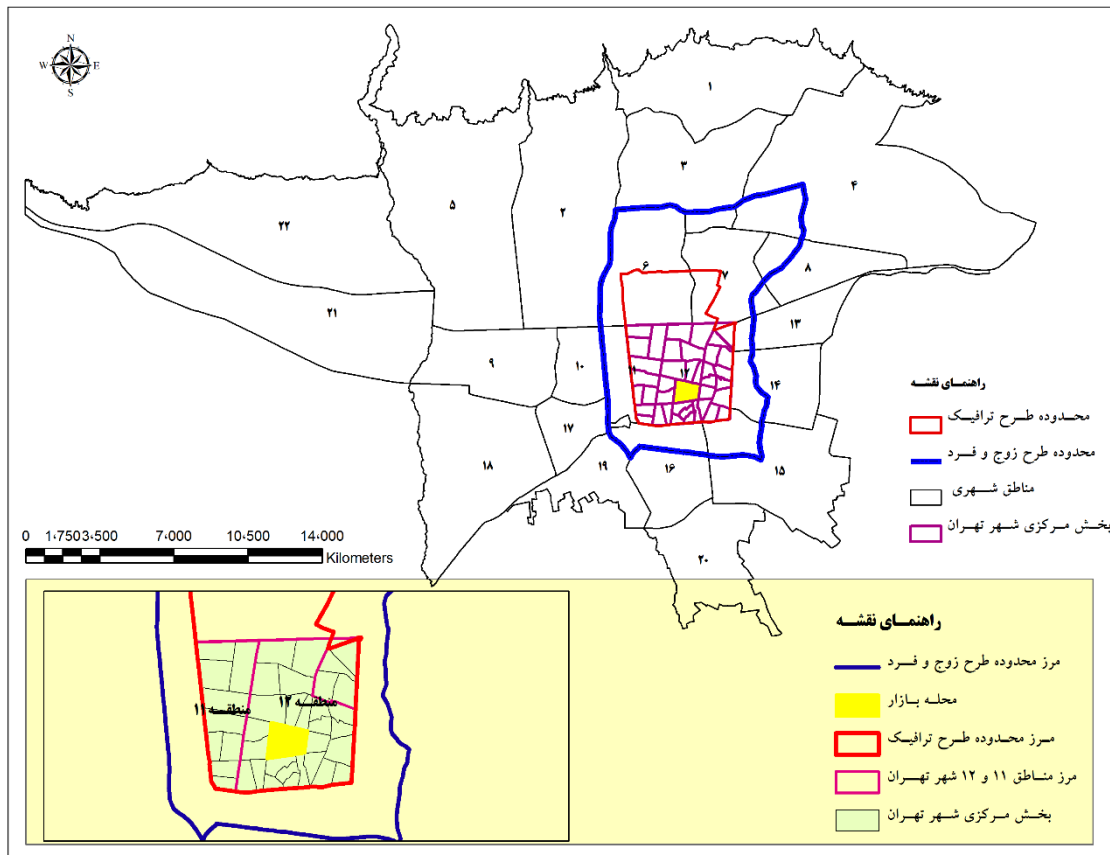 N
W E
S
۱
۳
۴
۵
۲
۲۲
۶
۷
۸
۲۱
۱۳
۹
۱۰
۱۱
۱۲
۱۴
۱۷
۱۸
۱۹
۱۶
۱۵
۲۰
راهنمای نقشه
محدوده طرح ترافیک
محدوده طرح زوج و فرد
مناطق شهری
بخش مرکزی شهر تهران
0 1،750 3،500 7،000 10،500 14،000
Kilometers
منطقه ۱۱
منطقه ۱۲
راهنمای نقشه
مرز محدوده طرح زوج و فرد
محله بازار
مرز محدوده طرح ترافیک
مرز مناطق ۱۱ و ۱۲ شهر تهران
بخش مرکزی شهر تهران